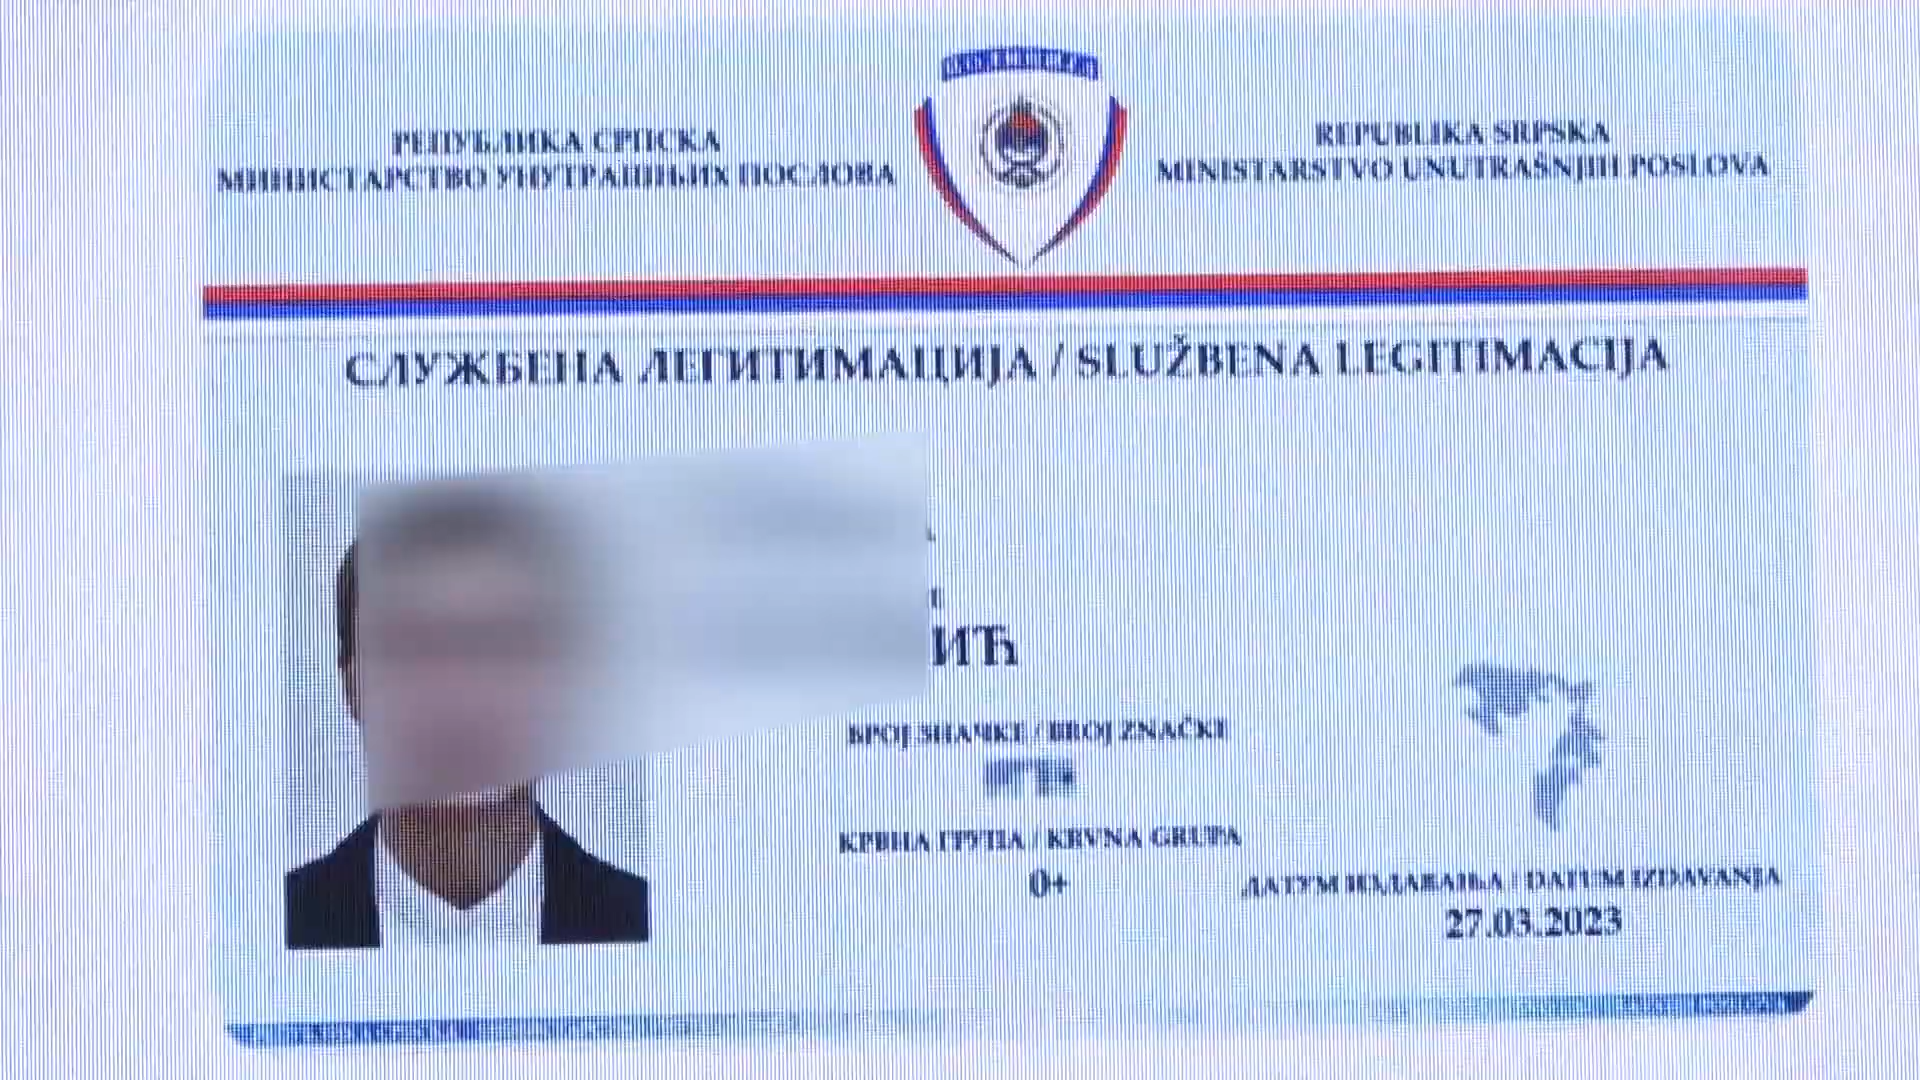 РЕПУБЛИКА СРПСКА
МИНИСТАРСТВО УНУТРАШЊИХ ПОСЛОВА
REPUBLIKA SRPSKA
MINISTARSTVO UNUTRAŠNJIH POSLOVA
СЛУЖБЕНА ЛЕГИТИМАЦИЈА / SLUŽBENA LEGITIMACIJA
ИЋ
БРОЈ ЗНАЧКЕ / BROJ ZNAČKE
КРВНА ГРУПА / KRVNA GRUPA
0+
ДАТУМ ИЗДАВАЊА / DATUM IZDAVANJA
27.03.2023